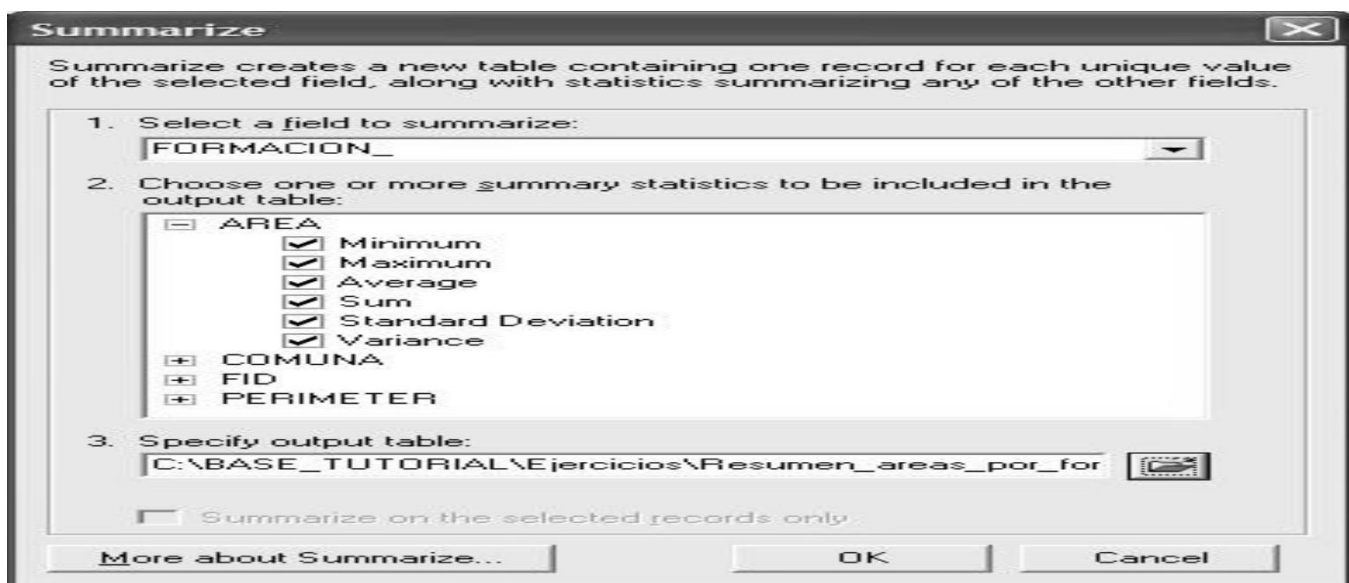 Summarize
Summarize creates a new table containing one record for each unique value
of the selected field, along with statistics summarizing any of the other fields.
1. Select a field to summarize:
FORMACION_
2. Choose one or more summary statistics to be included in the
output table:
AREA
Minimum
Maximum
Average
Sum
Standard Deviation
Variance
COMUNA
FID
PERIMETER
3. Specify output table:
C:\BASE_TUTORIAL\Ejercicios\Resumen_areas_por_for
Summarize on the selected records only
More about Summarize... OK Cancel